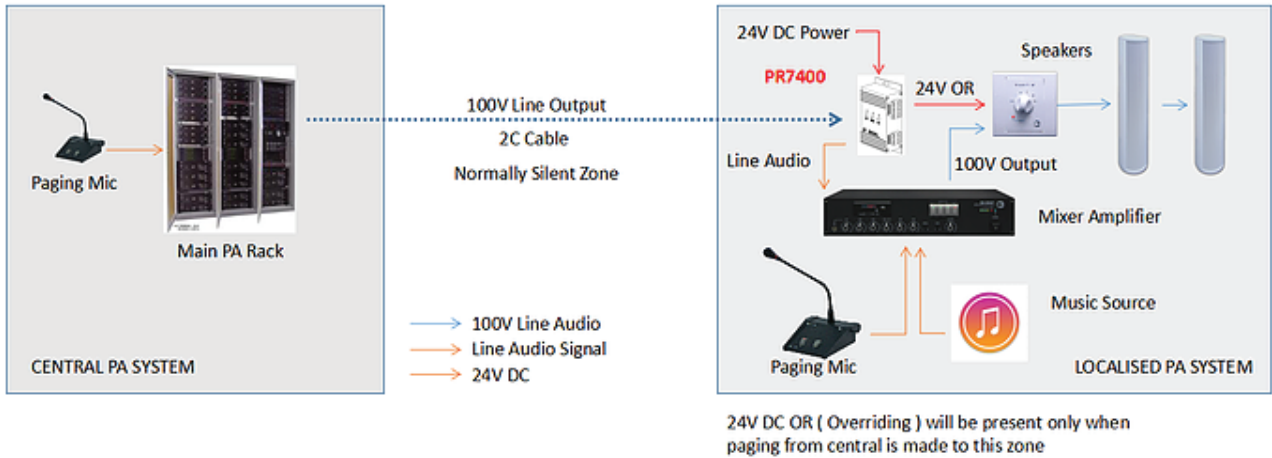 Paging Mic
Main PA Rack
CENTRAL PA SYSTEM
100V Line Output
2C Cable
Normally Silent Zone
100V Line Audio
Line Audio Signal
24V DC
24V DC Power
PR7400
24V OR
Speakers
Line Audio
100V Output
Mixer Amplifier
Music Source
Paging Mic
LOCALISED PA SYSTEM
24V DC OR ( Overriding ) will be present only when
paging from central is made to this zone